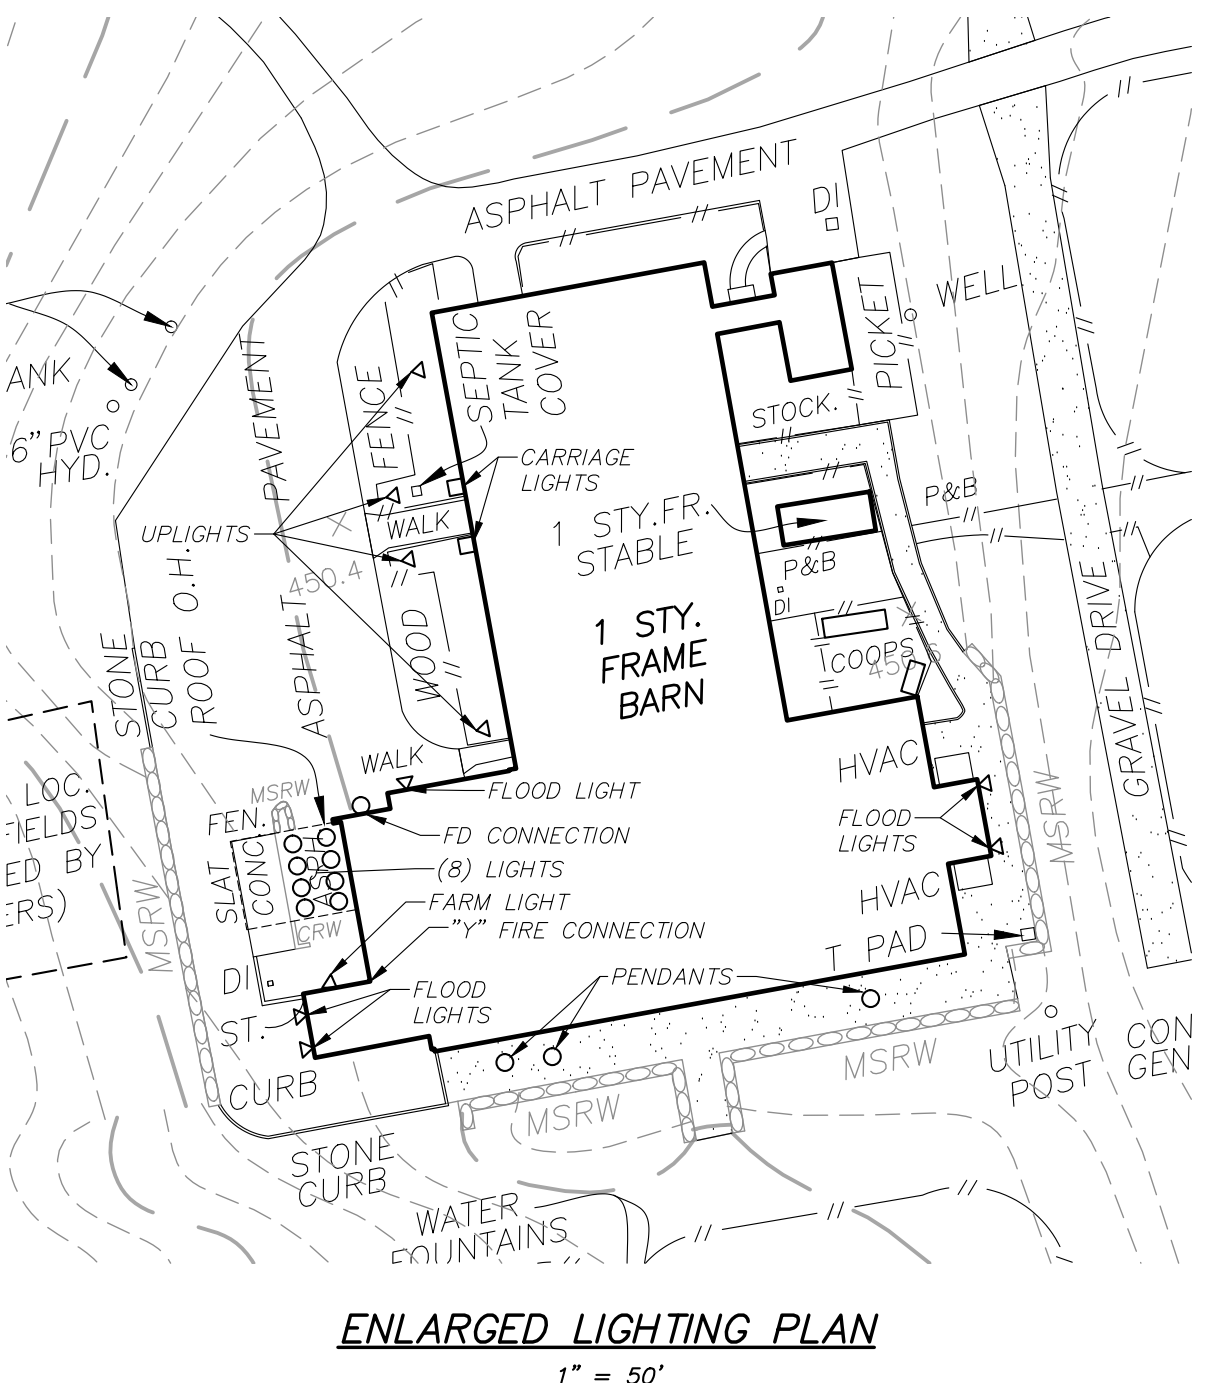 ASPHALT PAVEMENT
DI
WELL
PICKET
ANK
6" PVC
HYD.
ASPHALT PAVEMENT
WOOD FENCE
SEPTIC
TANK
COVER
STOCK.
CARRIAGE
LIGHTS
UPLIGHTS
WALK
450.4
1 STY.FR.
STABLE
P&B
P&B
DI
COOPS
1 STY.
FRAME
BARN
STONE
CURB
ROOF O.H.
GRAVEL DRIVE
WALK
FLOOD LIGHT
HVAC
FLOOD
LIGHTS
MSRW
LOC.
FIELDS
ED BY
ERS)
MSRW
FEN.
SLAT
CONC.
ASPH
FD CONNECTION
(8) LIGHTS
FARM LIGHT
"Y" FIRE CONNECTION
CRW
MSRW
HVAC
T PAD
DI
ST.
FLOOD
LIGHTS
PENDANTS
CURB
MSRW
MSRW
UTILITY
POST
CON
GEN
STONE
CURB
WATER
FOUNTAINS
ENLARGED LIGHTING PLAN
1" = 50'